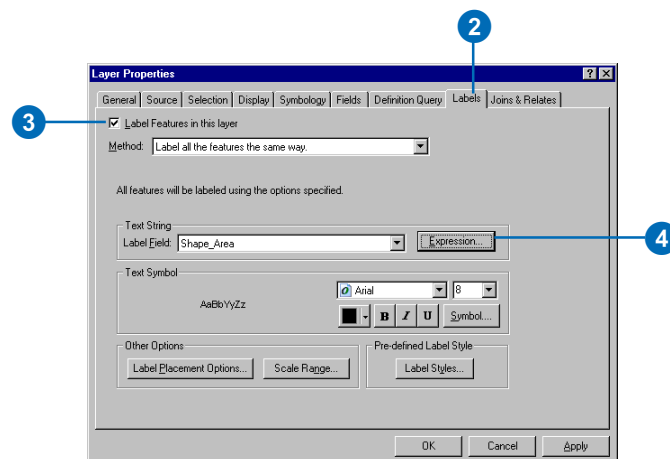 2
Layer Properties
General Source Selection Display Symbology Fields Definition Query Labels Joins & Relates
3
Label Features in this layer
Method: Label all the features the same way.
All features will be labeled using the options specified.
Text String
Label Field: Shape_Area Expression...
4
Text Symbol
AaBbYyZz
Arial 8
B I U Symbol...
Other Options
Label Placement Options... Scale Range...
Pre-defined Label Style
Label Styles...
OK Cancel Apply